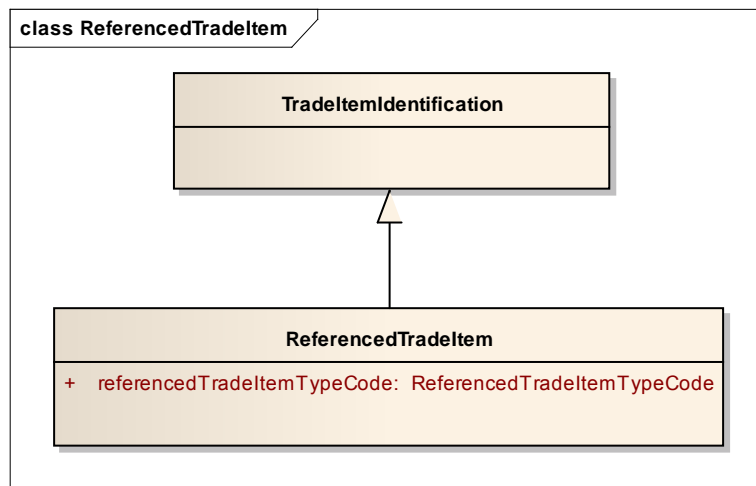 class ReferencedTradeItem
TradeItemIdentification
ReferencedTradeItem
+ referencedTradeItemTypeCode: ReferencedTradeItemTypeCode